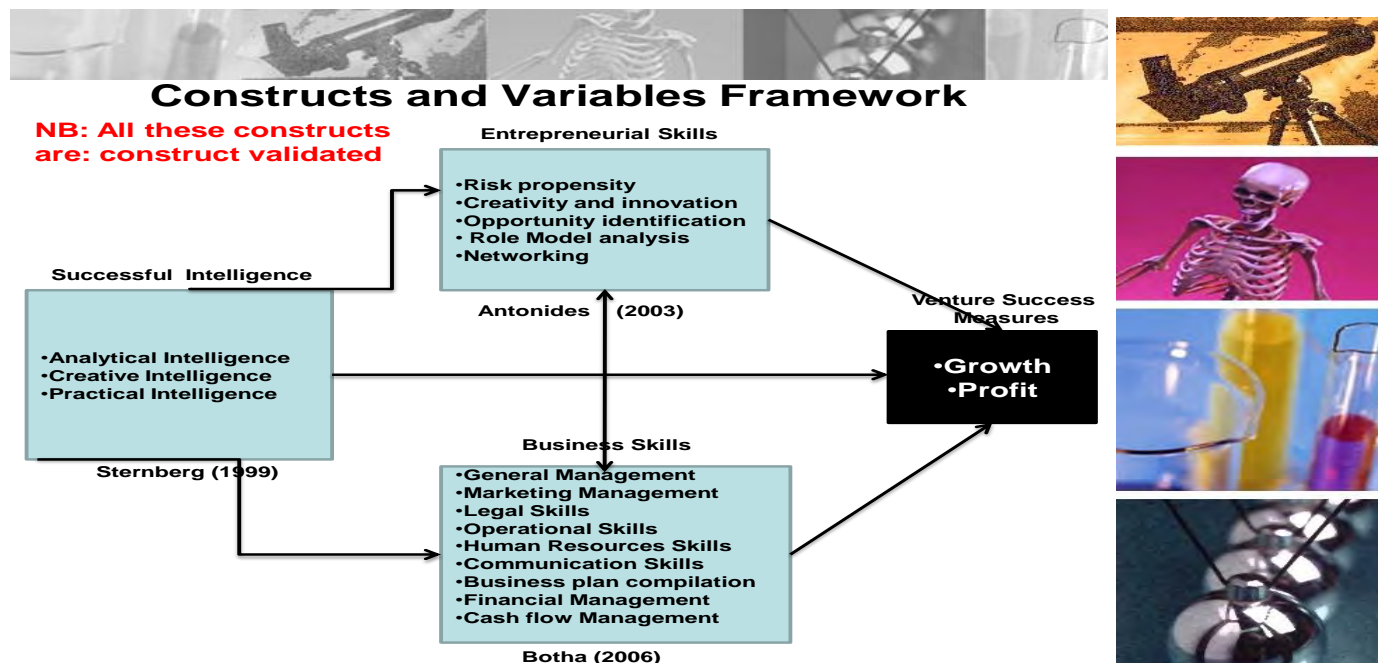 Constructs and Variables Framework
NB: All these constructs
are: construct validated
Entrepreneurial Skills
•Risk propensity
•Creativity and innovation
•Opportunity identification
• Role Model analysis
•Networking
Antonides (2003)
Successful Intelligence
•Analytical Intelligence
•Creative Intelligence
•Practical Intelligence
Sternberg (1999)
Venture Success
Measures
•Growth
•Profit
Business Skills
•General Management
•Marketing Management
•Legal Skills
•Operational Skills
•Human Resources Skills
•Communication Skills
•Business plan compilation
•Financial Management
•Cash flow Management
Botha (2006)